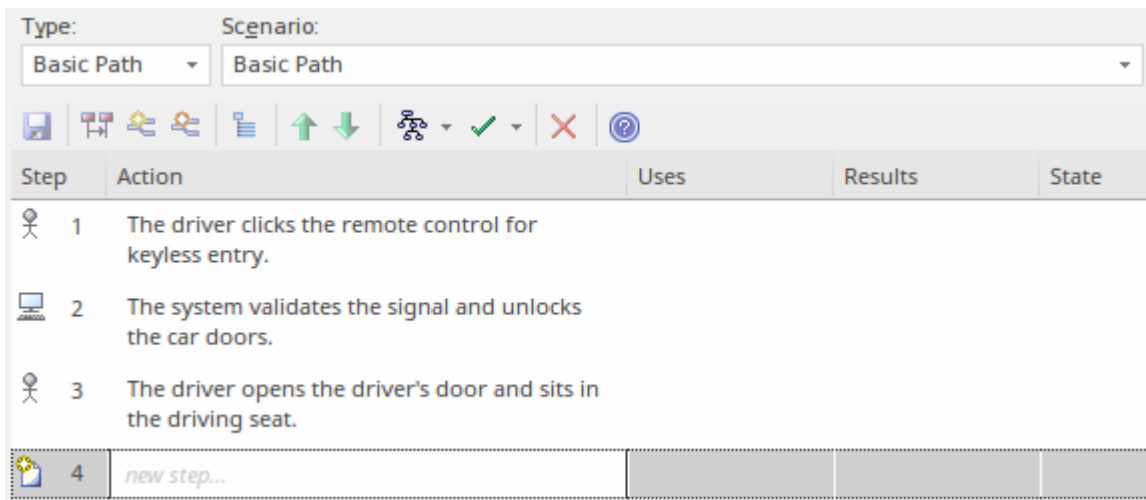 Type: Scenario:
Basic Path Basic Path
Step Action Uses Results State
1 The driver clicks the remote control for
keyless entry.
2 The system validates the signal and unlocks
the car doors.
3 The driver opens the driver's door and sits in
the driving seat.
4 new step...